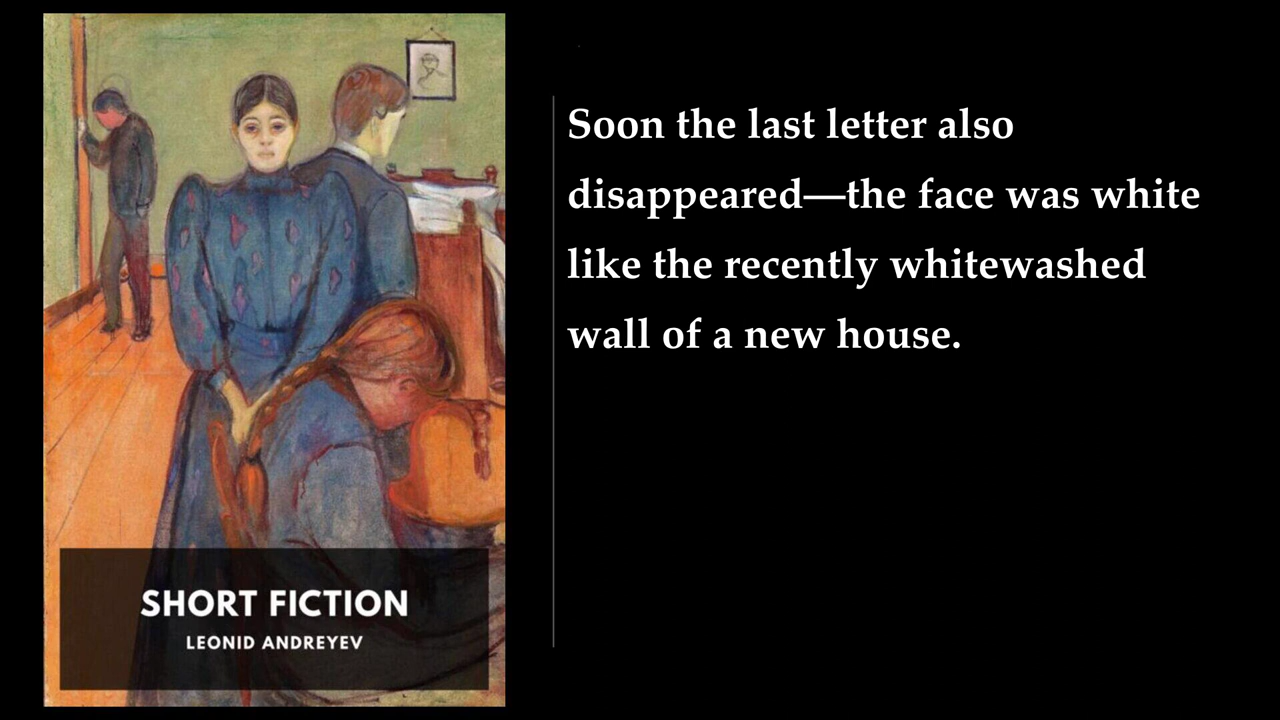 Soon the last letter also
disappeared—the face was white
like the recently whitewashed
wall of a new house.
SHORT FICTION
LEONID ANDREYEV